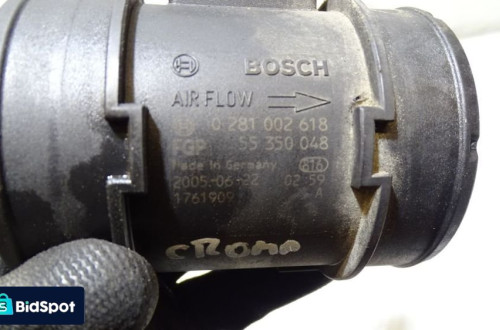 BOSCH
AIR FLOW
0 281 002 618
FGP 55 350 048
Made in Germany 616
2005-06-22 02:59
1761909 A
CROMA
BidSpot